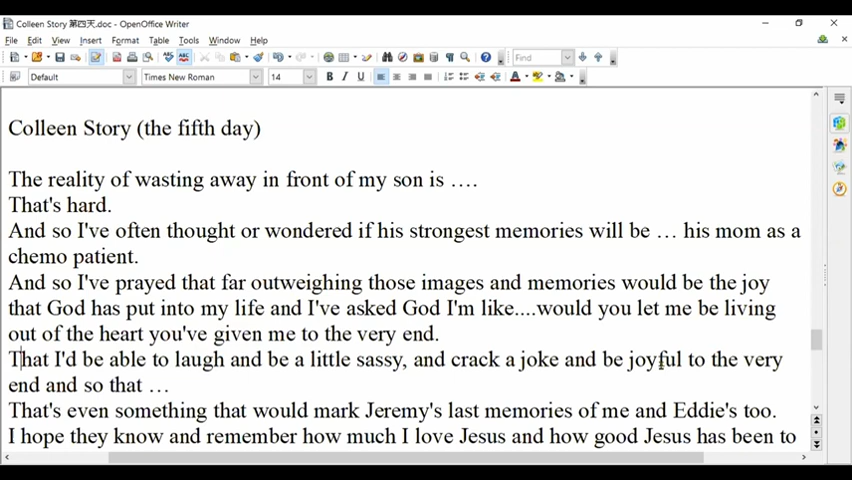 Colleen Story 第四天.doc - OpenOffice Writer
File Edit View Insert Format Table Tools Window Help
Find
Default Times New Roman 14 B I U
Colleen Story (the fifth day)
The reality of wasting away in front of my son is ….
That's hard.
And so I've often thought or wondered if his strongest memories will be … his mom as a
chemo patient.
And so I've prayed that far outweighing those images and memories would be the joy
that God has put into my life and I've asked God I'm like....would you let me be living
out of the heart you've given me to the very end.
That I'd be able to laugh and be a little sassy, and crack a joke and be joyful to the very
end and so that …
That's even something that would mark Jeremy's last memories of me and Eddie's too.
I hope they know and remember how much I love Jesus and how good Jesus has been to